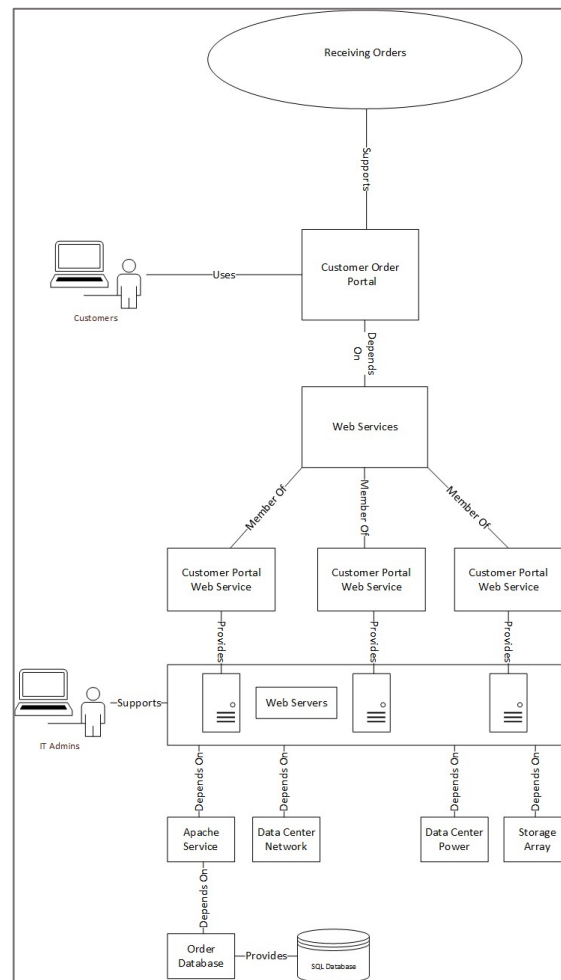 Receiving Orders
Supports
Customer Order
Portal
Uses
Customers
Depends
On
Web Services
Member Of
Member Of
Member Of
Customer Portal
Web Service
Customer Portal
Web Service
Customer Portal
Web Service
Provides
Provides
Provides
Web Servers
Supports
IT Admins
Depends On
Depends On
Depends On
Depends On
Apache
Service
Data Center
Network
Data Center
Power
Storage
Array
Depends On
Order
Database
Provides
SQL Database